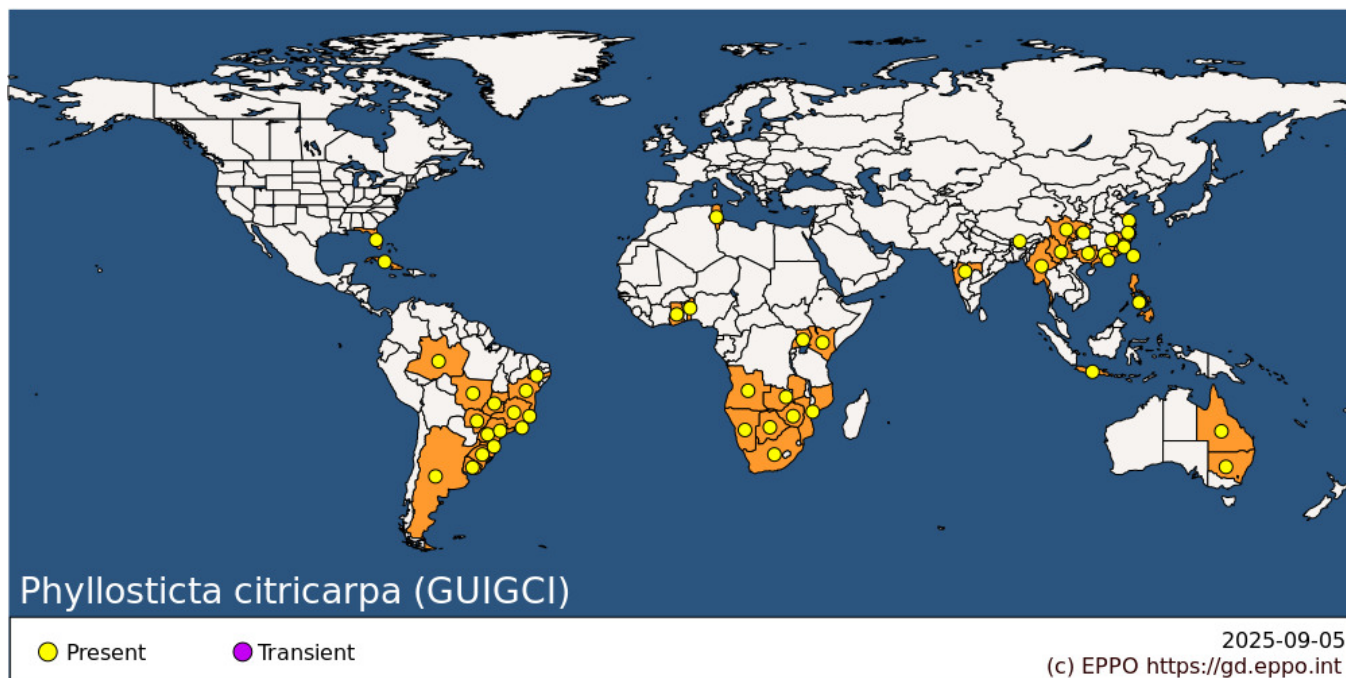 Phyllosticta citricarpa (GUIGCI)
Present
Transient
2025-09-05
(c) EPPO https://gd.eppo.int